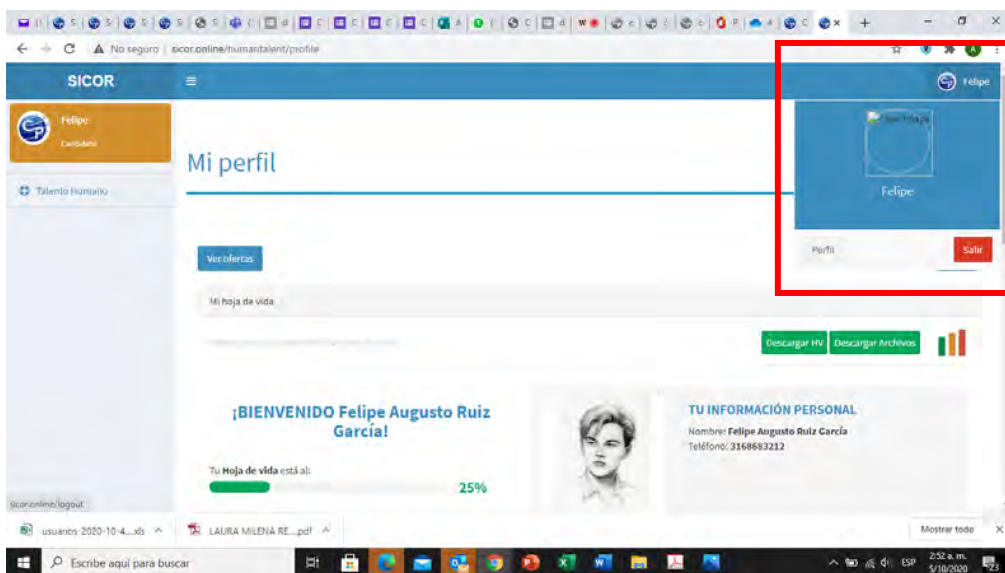 No seguro | sicor.online/humantalent/profile
SICOR
Felipe
Felipe
Candidato
Mi perfil
Talento Humano
Felipe
Perfil
Salir
Ver ofertas
Mi hoja de vida
Descargar HV
Descargar Archivos
¡BIENVENIDO Felipe Augusto Ruiz
García!
Tu Hoja de vida está al:
25%
TU INFORMACIÓN PERSONAL
Nombre: Felipe Augusto Ruiz García
Teléfono: 3168683212
sicor.online/logout
usuarios-2020-10-4....xls
LAURA MILENA RE....pdf
Mostrar todo
Escribe aquí para buscar
ESP
2:52 a. m.
5/10/2020